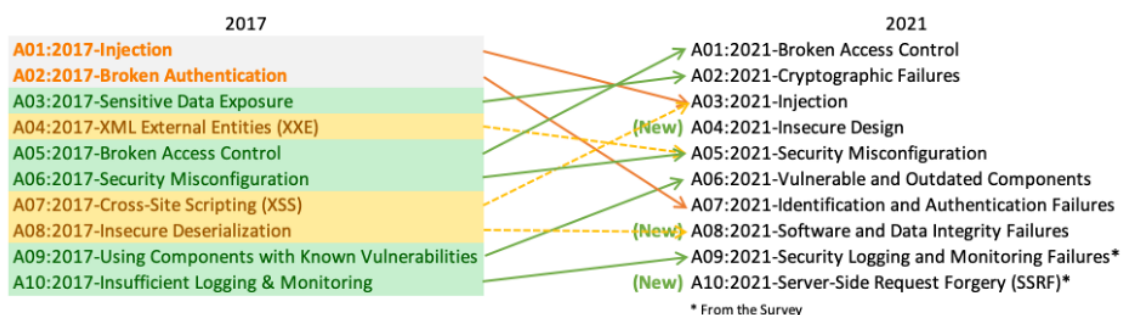 2017
A01:2017-Injection
A02:2017-Broken Authentication
A03:2017-Sensitive Data Exposure
A04:2017-XML External Entities (XXE)
A05:2017-Broken Access Control
A06:2017-Security Misconfiguration
A07:2017-Cross-Site Scripting (XSS)
A08:2017-Insecure Deserialization
A09:2017-Using Components with Known Vulnerabilities
A10:2017-Insufficient Logging & Monitoring
2021
A01:2021-Broken Access Control
A02:2021-Cryptographic Failures
A03:2021-Injection
(New) A04:2021-Insecure Design
A05:2021-Security Misconfiguration
A06:2021-Vulnerable and Outdated Components
A07:2021-Identification and Authentication Failures
(New) A08:2021-Software and Data Integrity Failures
A09:2021-Security Logging and Monitoring Failures*
(New) A10:2021-Server-Side Request Forgery (SSRF)*
* From the Survey